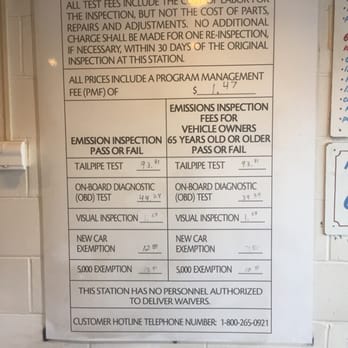 ALL TEST FEES INCLUDE THE COST OF LABOR FOR
THE INSPECTION, BUT NOT THE COST OF PARTS,
REPAIRS AND ADJUSTMENTS. NO ADDITIONAL
CHARGE SHALL BE MADE FOR ONE RE-INSPECTION,
IF NECESSARY, WITHIN 30 DAYS OF THE ORIGINAL
INSPECTION AT THIS STATION.
ALL PRICES INCLUDE A PROGRAM MANAGEMENT
FEE (PMF) OF $ 1.47
EMISSION INSPECTION
PASS OR FAIL
EMISSIONS INSPECTION
FEES FOR
VEHICLE OWNERS
65 YEARS OLD OR OLDER
PASS OR FAIL
TAILPIPE TEST
TAILPIPE TEST
ON-BOARD DIAGNOSTIC
(OBD) TEST
ON-BOARD DIAGNOSTIC
(OBD) TEST
VISUAL INSPECTION
VISUAL INSPECTION
NEW CAR
EXEMPTION
NEW CAR
EXEMPTION
5,000 EXEMPTION
5,000 EXEMPTION
THIS STATION HAS NO PERSONNEL AUTHORIZED
TO DELIVER WAIVERS.
CUSTOMER HOTLINE TELEPHONE NUMBER: 1-800-265-0921